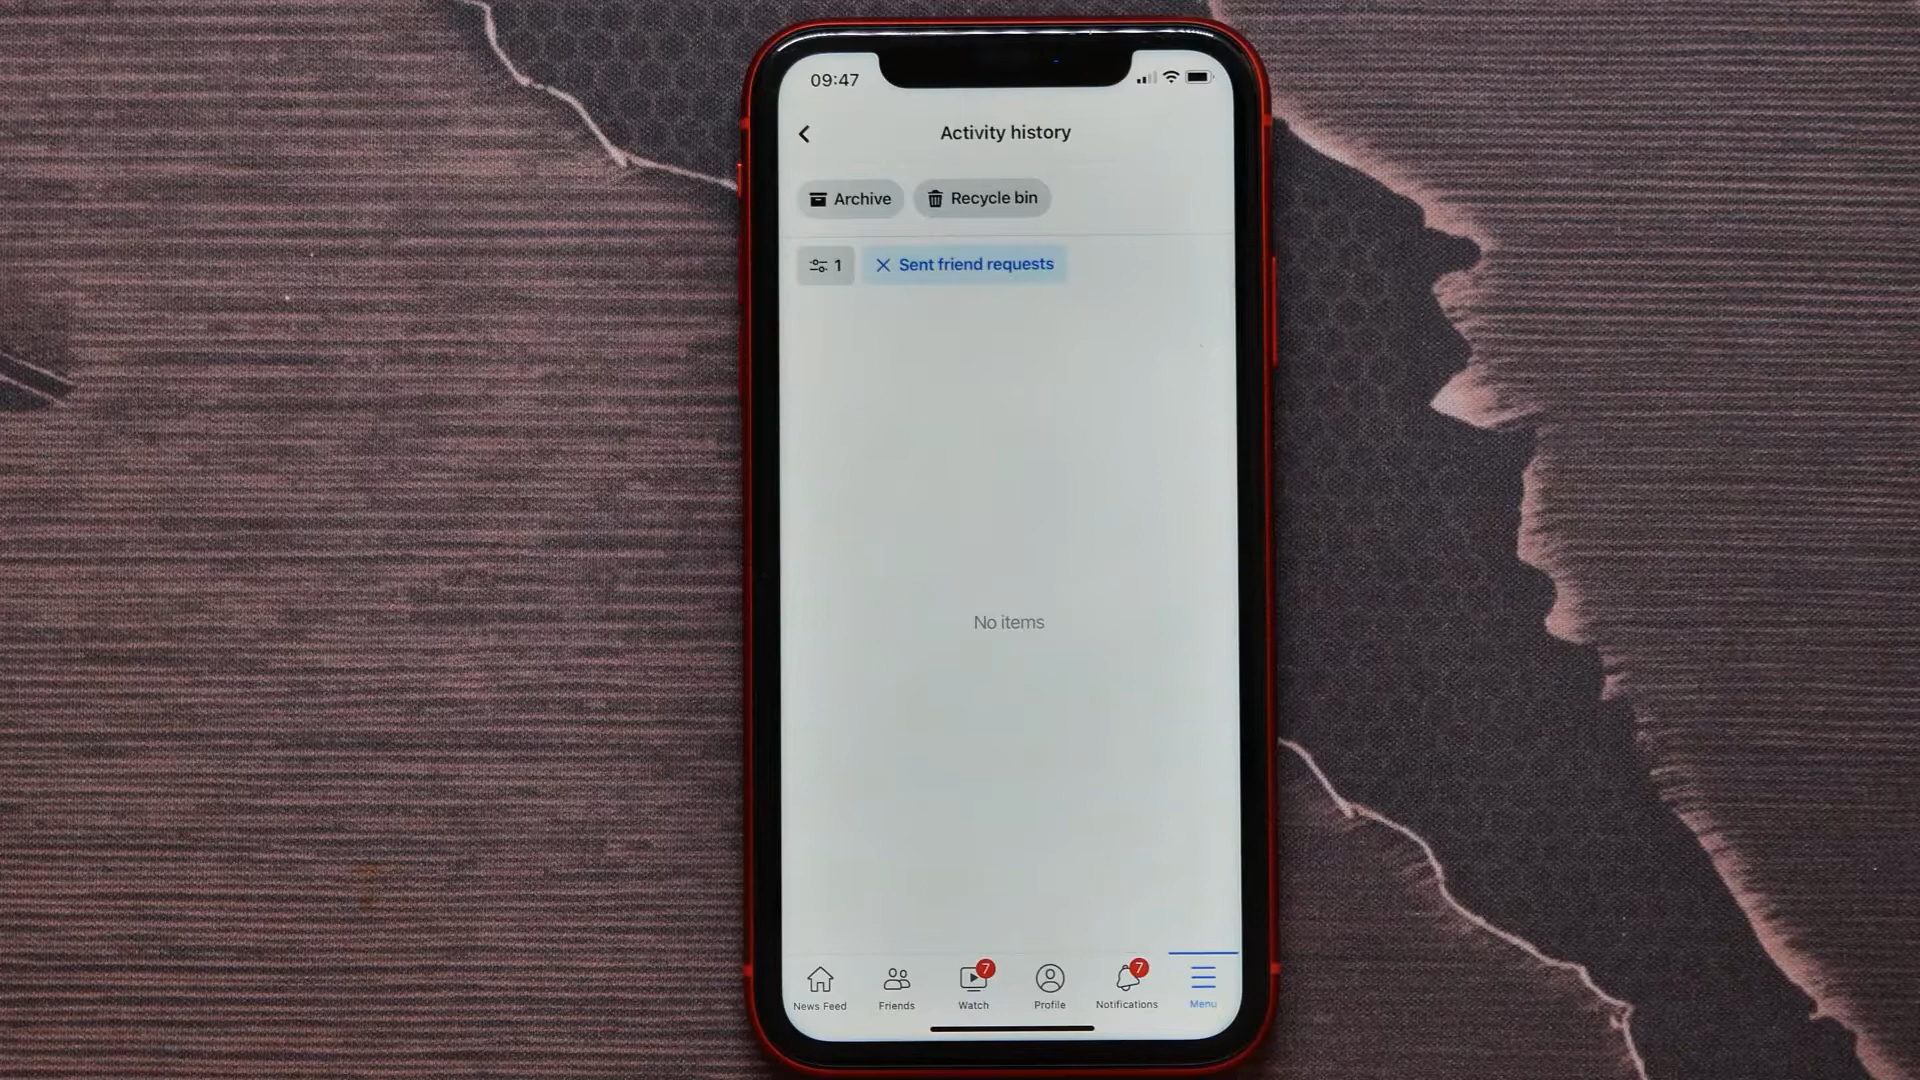 09:47
Activity history
Archive
Recycle bin
1
Sent friend requests
No items
7
7
News Feed
Friends
Watch
Profile
Notifications
Menu